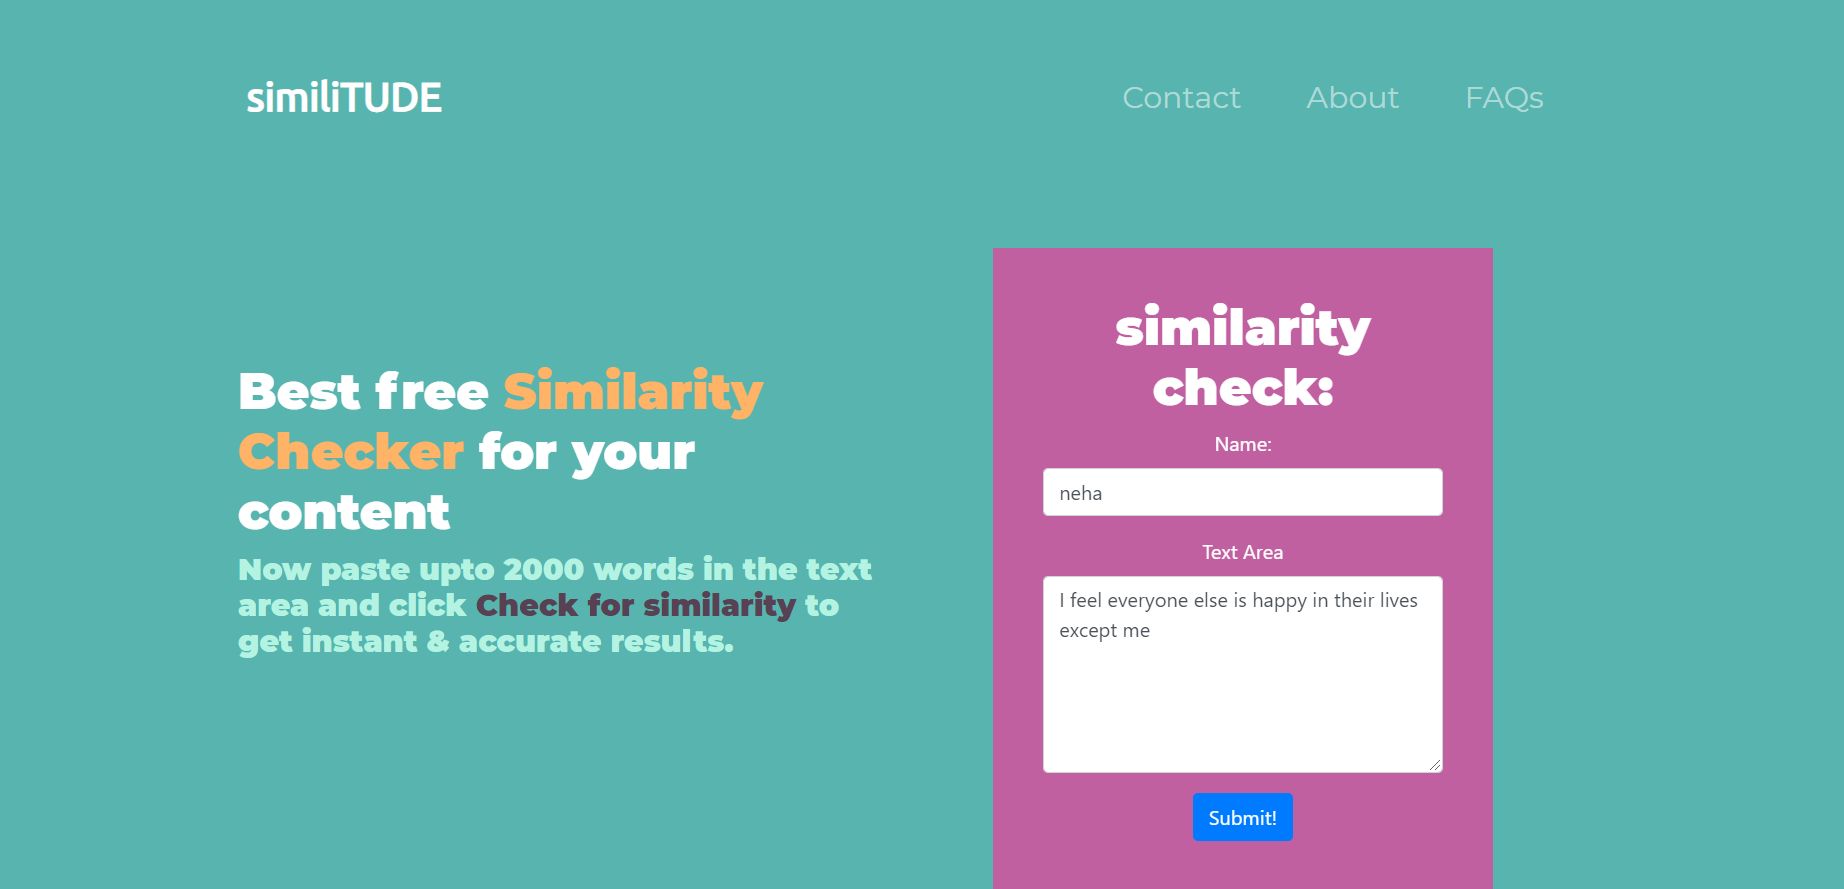 similiTUDE
Contact
About
FAQs
Best free Similarity
Checker for your
content
Now paste upto 2000 words in the text
area and click Check for similarity to
get instant & accurate results.
similarity
check:
Name:
neha
Text Area
I feel everyone else is happy in their lives
except me
Submit!